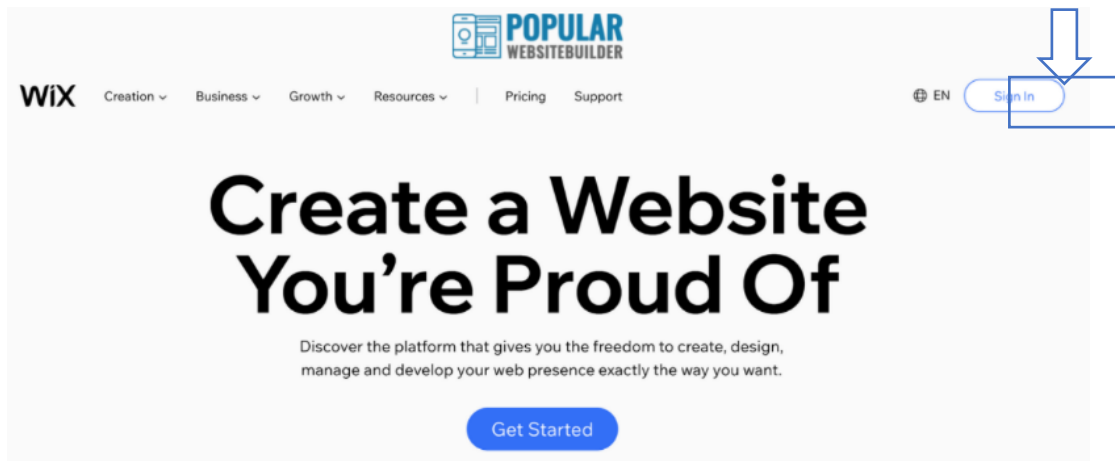 POPULAR
WEBSITEBUILDER
WiX Creation Business Growth Resources Pricing Support EN Sign In
Create a Website
You're Proud Of
Discover the platform that gives you the freedom to create, design,
manage and develop your web presence exactly the way you want.
Get Started